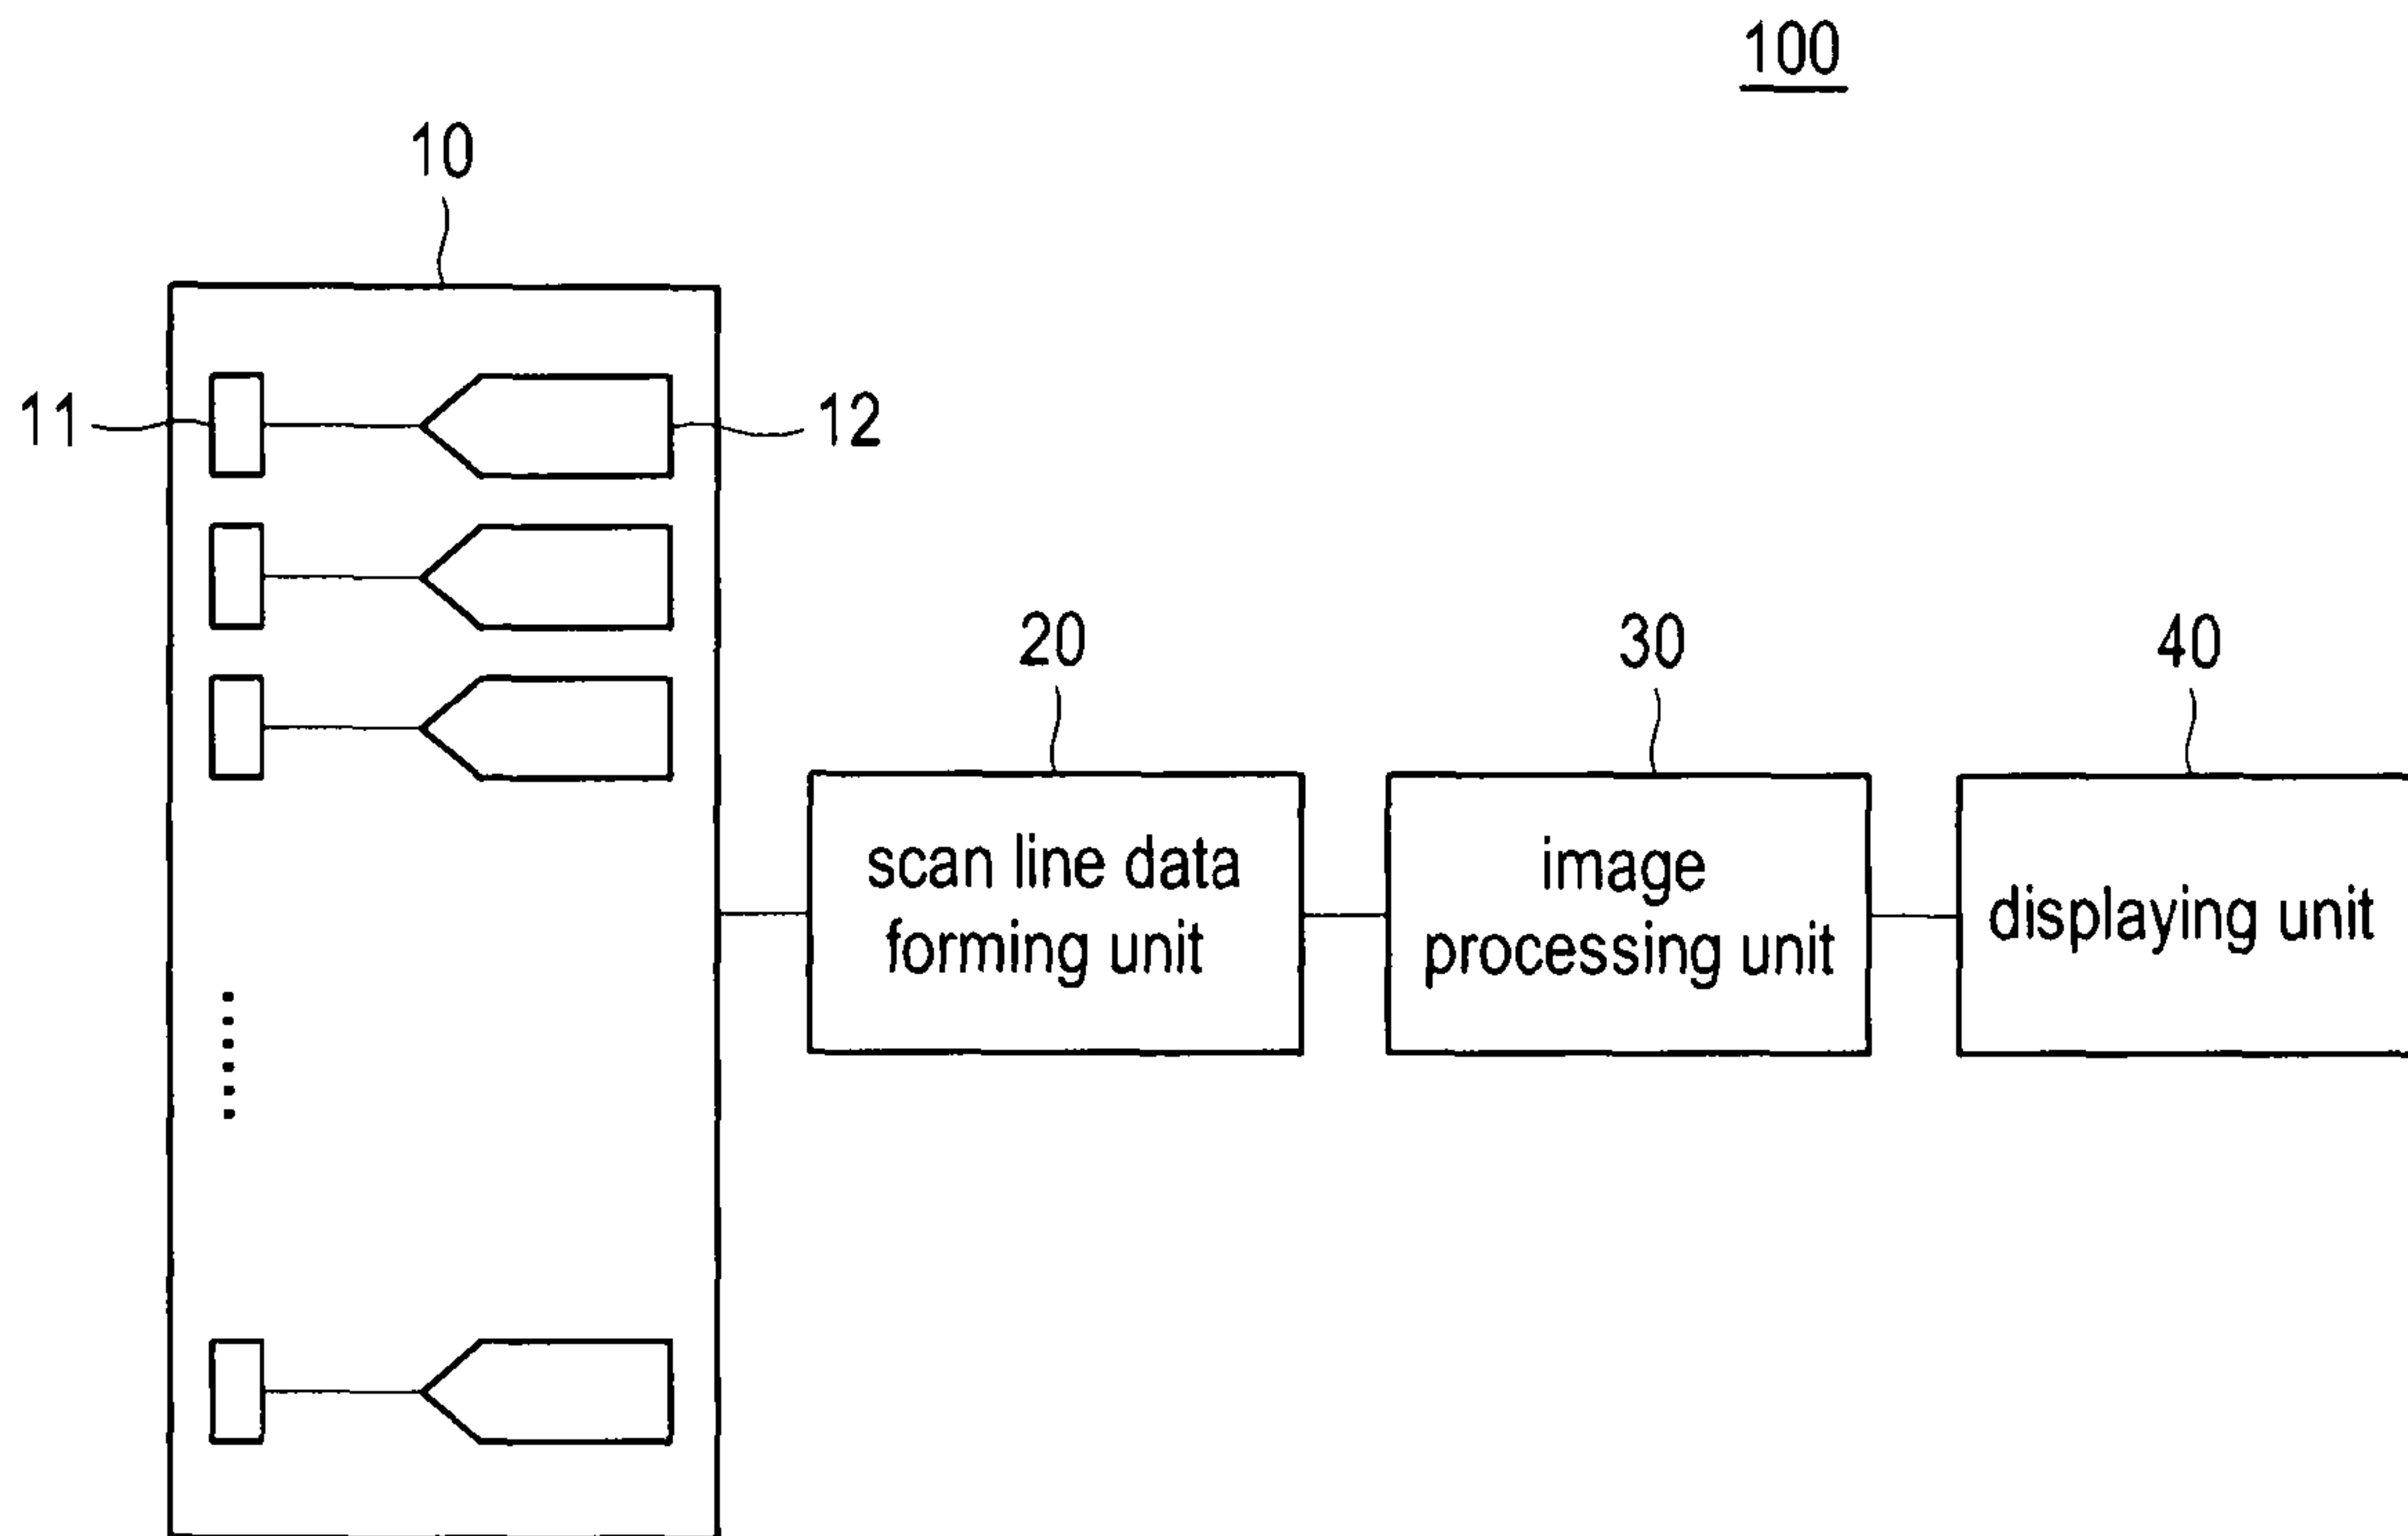 100
10
11
12
20
30
40
scan line data
forming unit
image
processing unit
displaying unit